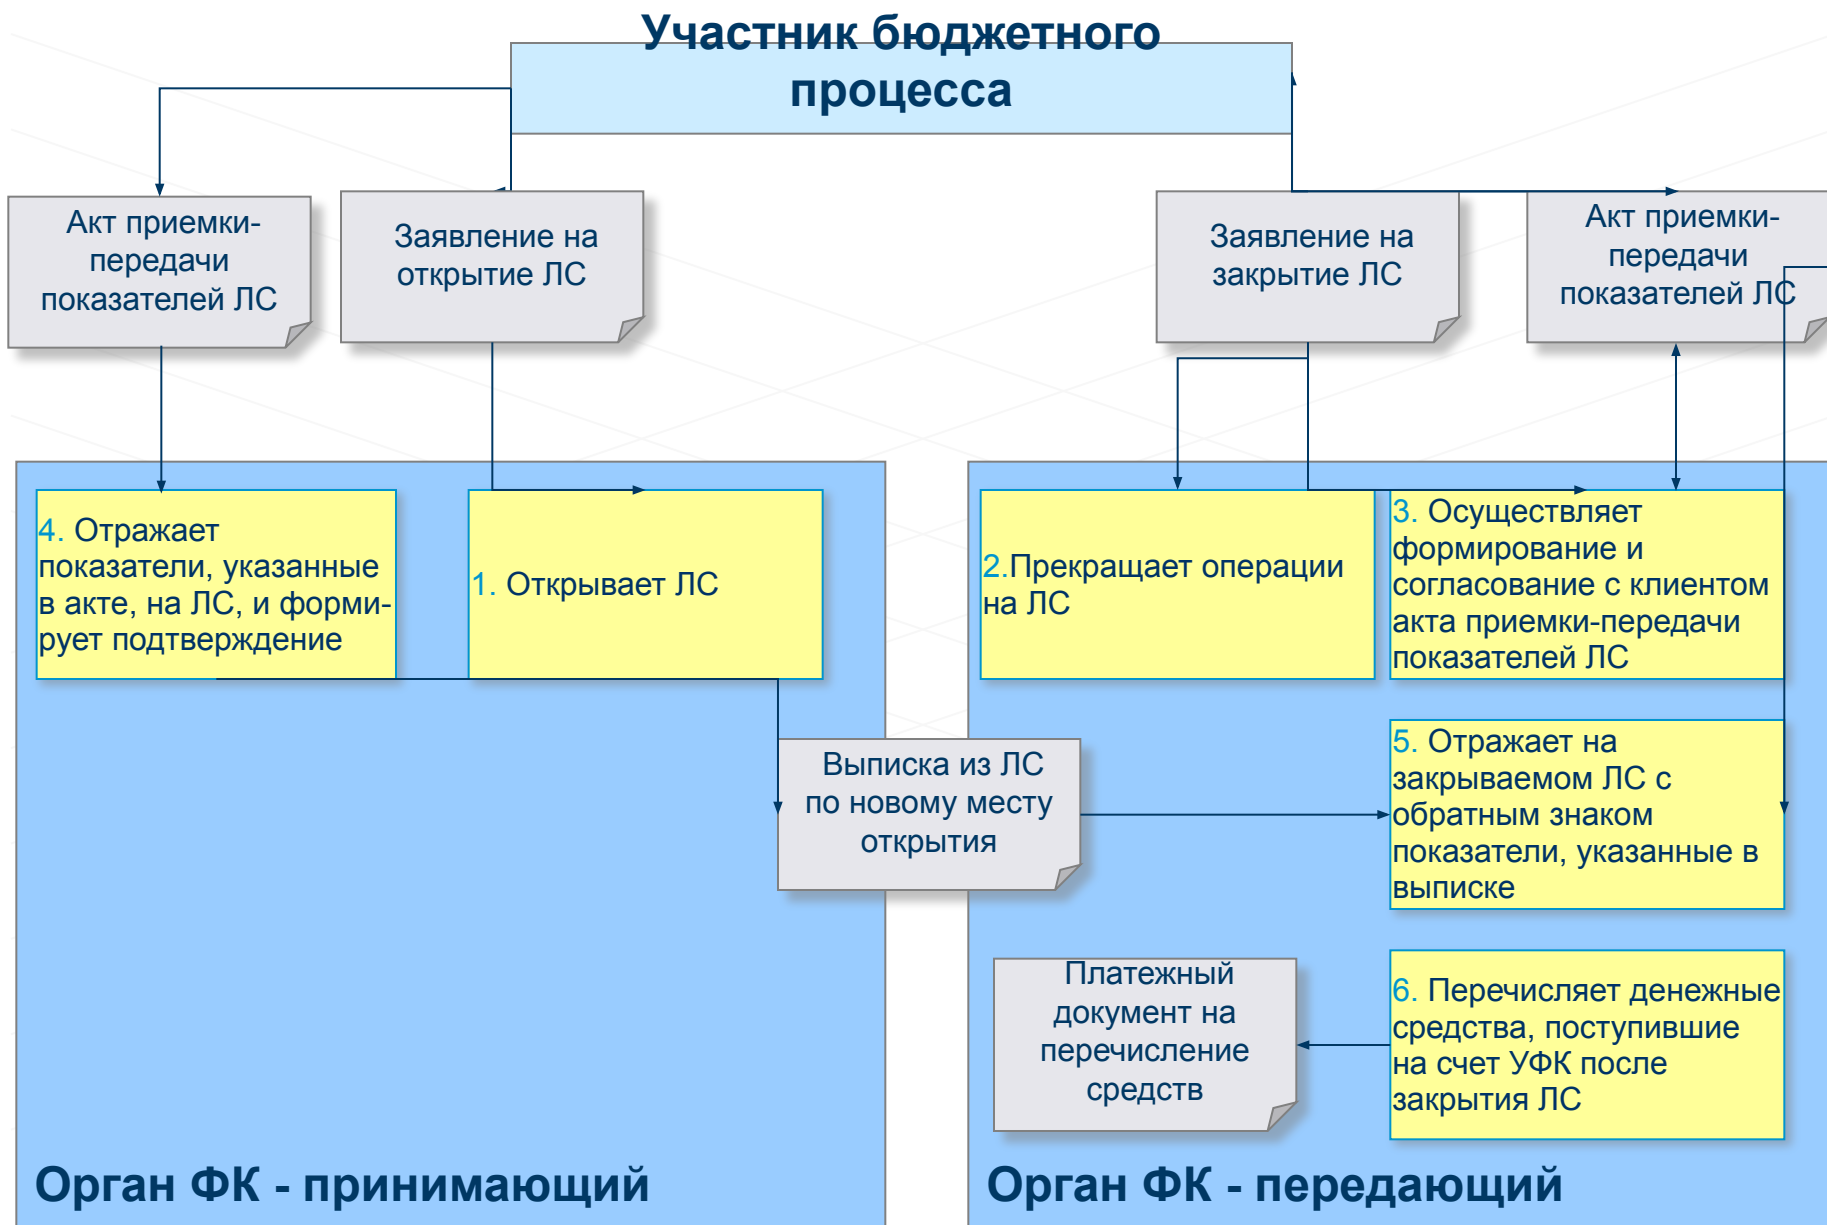 Участник бюджетного
процесса
Акт приемки-
передачи
показателей ЛС
Заявление на
открытие ЛС
Заявление на
закрытие ЛС
Акт приемки-
передачи
показателей ЛС
4. Отражает
показатели, указанные
в акте, на ЛС, и форми-
рует подтверждение
1. Открывает ЛС
2.Прекращает операции
на ЛС
3. Осуществляет
формирование и
согласование с клиентом
акта приемки-передачи
показателей ЛС
Выписка из ЛС
по новому месту
открытия
5. Отражает на
закрываемом ЛС с
обратным знаком
показатели, указанные в
выписке
Платежный
документ на
перечисление
средств
6. Перечисляет денежные
средства, поступившие
на счет УФК после
закрытия ЛС
Орган ФК - принимающий
Орган ФК - передающий